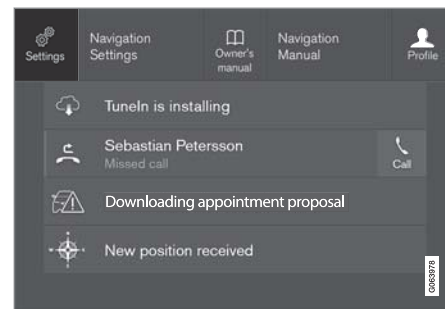 Settings
Navigation
Settings
Owner's
manual
Navigation
Manual
Profile
TuneIn is installing
Sebastian Petersson
Missed call
Call
Downloading appointment proposal
New position received
G063978